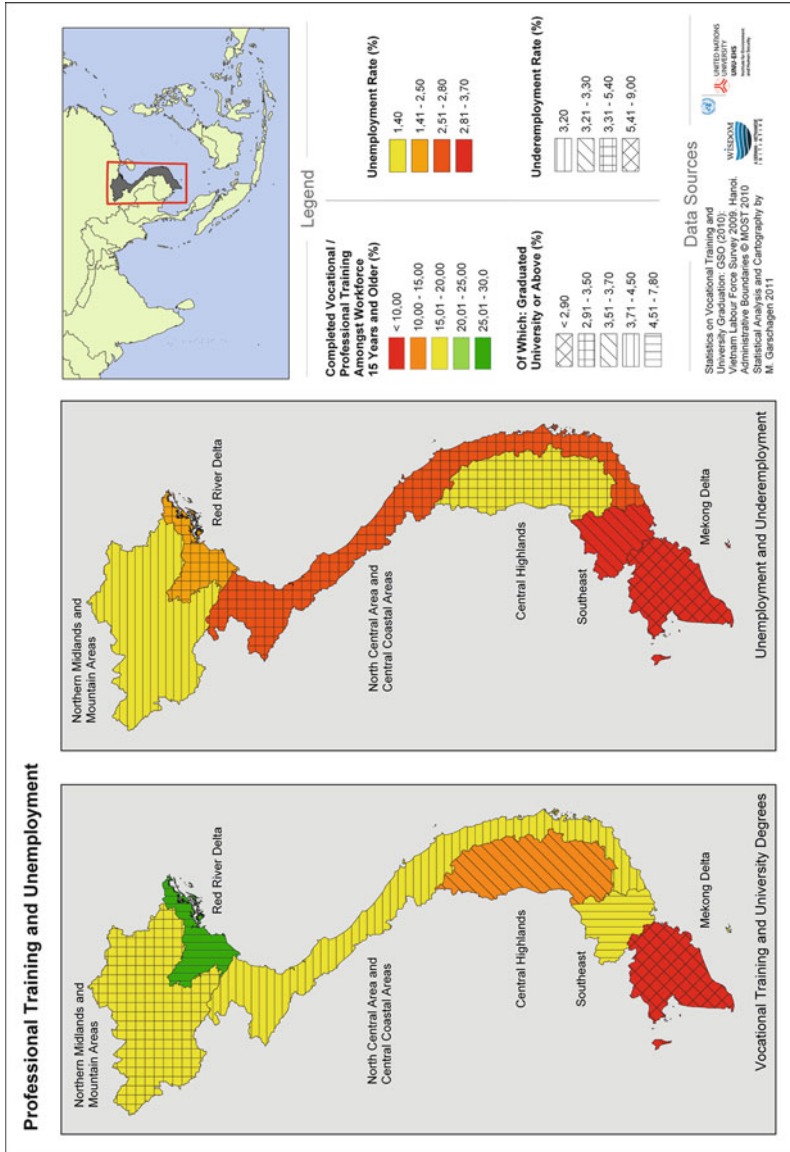 Professional Training and Unemployment
Northern Midlands and
Mountain Areas
Red River Delta
North Central Area and
Central Coastal Areas
Central Highlands
Southeast
Mekong Delta
Vocational Training and University Degrees
Northern Midlands and
Mountain Areas
Red River Delta
North Central Area and
Central Coastal Areas
Central Highlands
Southeast
Mekong Delta
Unemployment and Underemployment
Legend
Completed Vocational /
Professional Training
Amongst Workforce
15 Years and Older (%)
< 10,00
10,00 - 15,00
15,01 - 20,00
20,01 - 25,00
25,01 - 30,0
Of Which: Graduated
University or Above (%)
< 2,90
2,91 - 3,50
3,51 - 3,70
3,71 - 4,50
4,51 - 7,80
Unemployment Rate (%)
1,40
1,41 - 2,50
2,51 - 2,80
2,81 - 3,70
Underemployment Rate (%)
3,20
3,21 - 3,30
3,31 - 5,40
5,41 - 9,00
Data Sources
Statistics on Vocational Training and
University Graduation: GSO (2010):
Vietnam Labour Force Survey 2009. Hanoi.
Administrative Boundaries © MOST 2010
Statistical Analysis and Cartography by
M. Garschagen 2011
WISDOM
INITIATIVE
UNITED NATIONS
UNIVERSITY
UNU-EHS
Institute for Environment
and Human Security